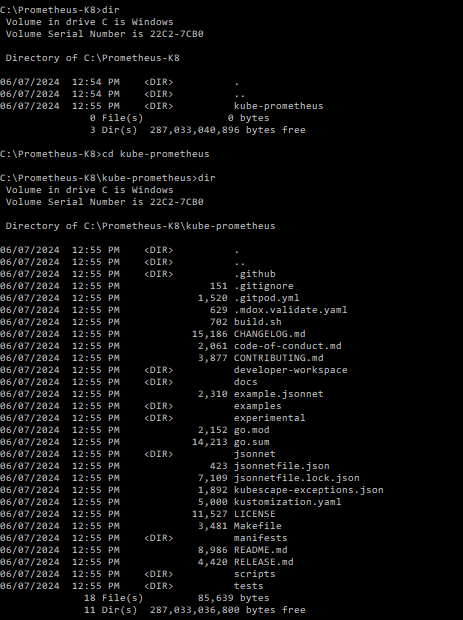 C:\Prometheus-K8>dir
Volume in drive C is Windows
Volume Serial Number is 22C2-7CB0
Directory of C:\Prometheus-K8
06/07/2024  12:54 PM    <DIR>          .
06/07/2024  12:54 PM    <DIR>          ..
06/07/2024  12:55 PM    <DIR>          kube-prometheus
0 File(s)              0 bytes
3 Dir(s)  287,033,040,896 bytes free
C:\Prometheus-K8>cd kube-prometheus
C:\Prometheus-K8\kube-prometheus>dir
Volume in drive C is Windows
Volume Serial Number is 22C2-7CB0
Directory of C:\Prometheus-K8\kube-prometheus
06/07/2024  12:55 PM    <DIR>          .
06/07/2024  12:55 PM    <DIR>          ..
06/07/2024  12:55 PM    <DIR>          .github
06/07/2024  12:55 PM               151 .gitignore
06/07/2024  12:55 PM             1,520 .gitpod.yml
06/07/2024  12:55 PM               629 .mdox.validate.yaml
06/07/2024  12:55 PM               702 build.sh
06/07/2024  12:55 PM            15,186 CHANGELOG.md
06/07/2024  12:55 PM             2,061 code-of-conduct.md
06/07/2024  12:55 PM             3,877 CONTRIBUTING.md
06/07/2024  12:55 PM    <DIR>          developer-workspace
06/07/2024  12:55 PM    <DIR>          docs
06/07/2024  12:55 PM             2,310 example.jsonnet
06/07/2024  12:55 PM    <DIR>          examples
06/07/2024  12:55 PM    <DIR>          experimental
06/07/2024  12:55 PM             2,152 go.mod
06/07/2024  12:55 PM            14,213 go.sum
06/07/2024  12:55 PM    <DIR>          jsonnet
06/07/2024  12:55 PM               423 jsonnetfile.json
06/07/2024  12:55 PM             7,109 jsonnetfile.lock.json
06/07/2024  12:55 PM             1,892 kubescape-exceptions.json
06/07/2024  12:55 PM             5,000 kustomization.yaml
06/07/2024  12:55 PM            11,527 LICENSE
06/07/2024  12:55 PM             3,481 Makefile
06/07/2024  12:55 PM    <DIR>          manifests
06/07/2024  12:55 PM             8,986 README.md
06/07/2024  12:55 PM             4,420 RELEASE.md
06/07/2024  12:55 PM    <DIR>          scripts
06/07/2024  12:55 PM    <DIR>          tests
18 File(s)         85,639 bytes
11 Dir(s)  287,033,036,800 bytes free